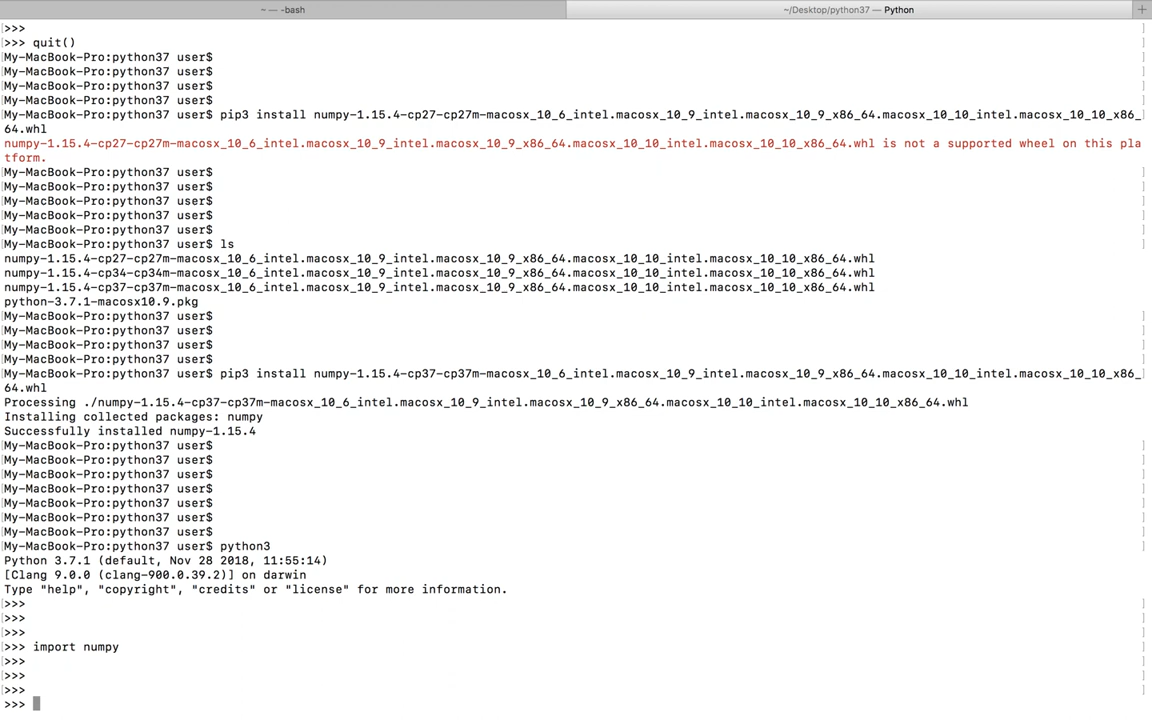 ~ — -bash
~/Desktop/python37 — Python
+
>>>
>>> quit()
My-MacBook-Pro:python37 user$
My-MacBook-Pro:python37 user$
My-MacBook-Pro:python37 user$
My-MacBook-Pro:python37 user$
My-MacBook-Pro:python37 user$ pip3 install numpy-1.15.4-cp27-cp27m-macosx_10_6_intel.macosx_10_9_intel.macosx_10_9_x86_64.macosx_10_10_intel.macosx_10_10_x86_
64.whl
numpy-1.15.4-cp27-cp27m-macosx_10_6_intel.macosx_10_9_intel.macosx_10_9_x86_64.macosx_10_10_intel.macosx_10_10_x86_64.whl is not a supported wheel on this pla
tform.
My-MacBook-Pro:python37 user$
My-MacBook-Pro:python37 user$
My-MacBook-Pro:python37 user$
My-MacBook-Pro:python37 user$
My-MacBook-Pro:python37 user$
My-MacBook-Pro:python37 user$ ls
numpy-1.15.4-cp27-cp27m-macosx_10_6_intel.macosx_10_9_intel.macosx_10_9_x86_64.macosx_10_10_intel.macosx_10_10_x86_64.whl
numpy-1.15.4-cp34-cp34m-macosx_10_6_intel.macosx_10_9_intel.macosx_10_9_x86_64.macosx_10_10_intel.macosx_10_10_x86_64.whl
numpy-1.15.4-cp37-cp37m-macosx_10_6_intel.macosx_10_9_intel.macosx_10_9_x86_64.macosx_10_10_intel.macosx_10_10_x86_64.whl
python-3.7.1-macosx10.9.pkg
My-MacBook-Pro:python37 user$
My-MacBook-Pro:python37 user$
My-MacBook-Pro:python37 user$
My-MacBook-Pro:python37 user$
My-MacBook-Pro:python37 user$ pip3 install numpy-1.15.4-cp37-cp37m-macosx_10_6_intel.macosx_10_9_intel.macosx_10_9_x86_64.macosx_10_10_intel.macosx_10_10_x86_
64.whl
Processing ./numpy-1.15.4-cp37-cp37m-macosx_10_6_intel.macosx_10_9_intel.macosx_10_9_x86_64.macosx_10_10_intel.macosx_10_10_x86_64.whl
Installing collected packages: numpy
Successfully installed numpy-1.15.4
My-MacBook-Pro:python37 user$
My-MacBook-Pro:python37 user$
My-MacBook-Pro:python37 user$
My-MacBook-Pro:python37 user$
My-MacBook-Pro:python37 user$
My-MacBook-Pro:python37 user$
My-MacBook-Pro:python37 user$
My-MacBook-Pro:python37 user$ python3
Python 3.7.1 (default, Nov 28 2018, 11:55:14)
[Clang 9.0.0 (clang-900.0.39.2)] on darwin
Type "help", "copyright", "credits" or "license" for more information.
>>>
>>>
>>>
>>> import numpy
>>>
>>>
>>>
>>>